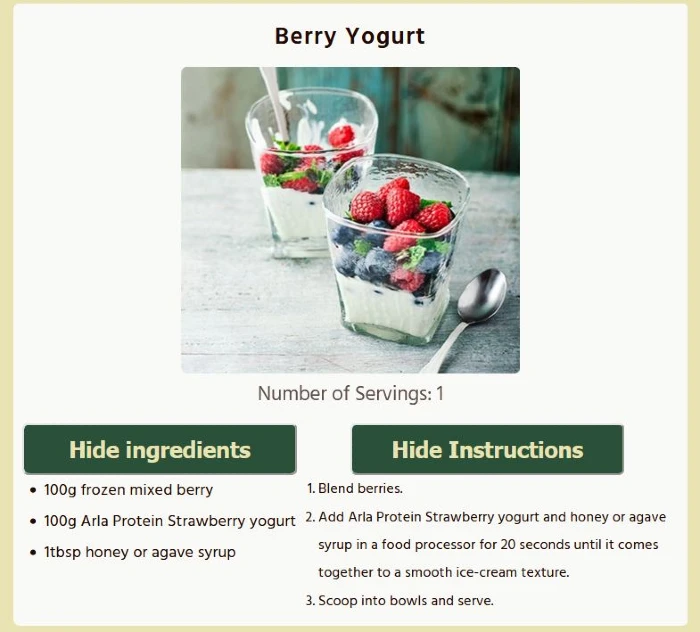 Berry Yogurt
Number of Servings: 1
Hide ingredients
• 100g frozen mixed berry
• 100g Arla Protein Strawberry yogurt
• 1tbsp honey or agave syrup
Hide Instructions
1. Blend berries.
2. Add Arla Protein Strawberry yogurt and honey or agave
syrup in a food processor for 20 seconds until it comes
together to a smooth ice-cream texture.
3. Scoop into bowls and serve.